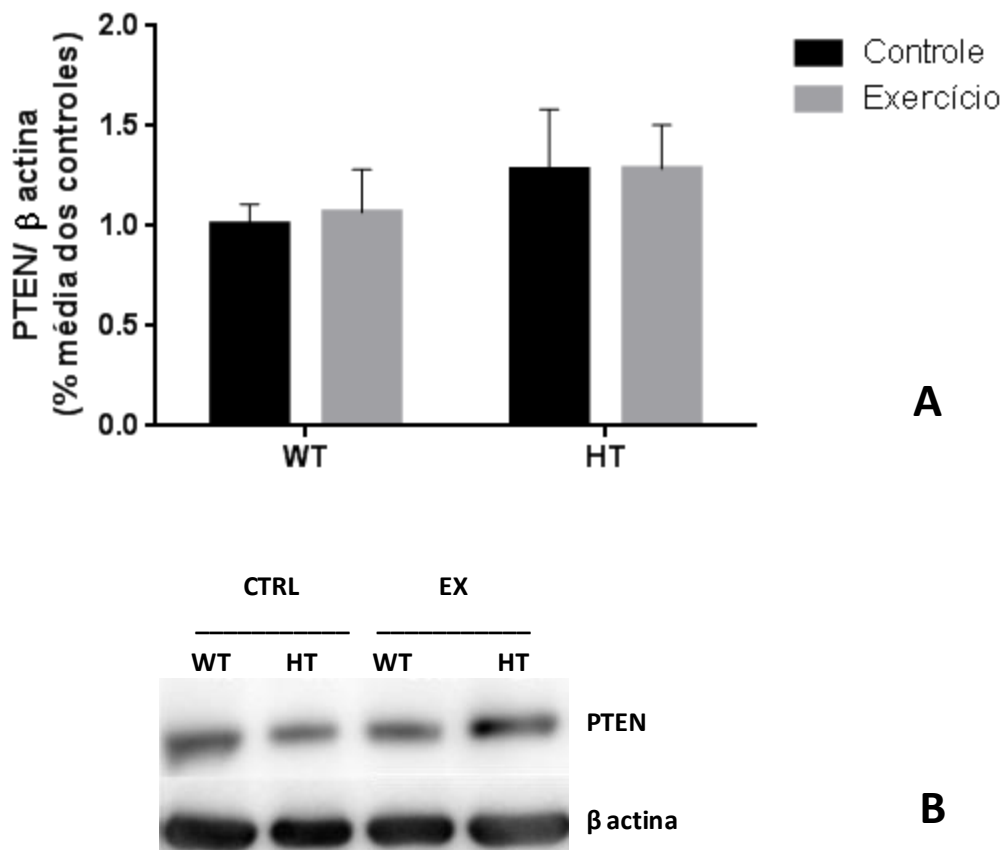 2.0
1.5
1.0
0.5
0.0
PTEN/ β actina
(% média dos controles)
WT HT
Controle
Exercício
A
CTRL EX
WT HT WT HT
PTEN
β actina
B